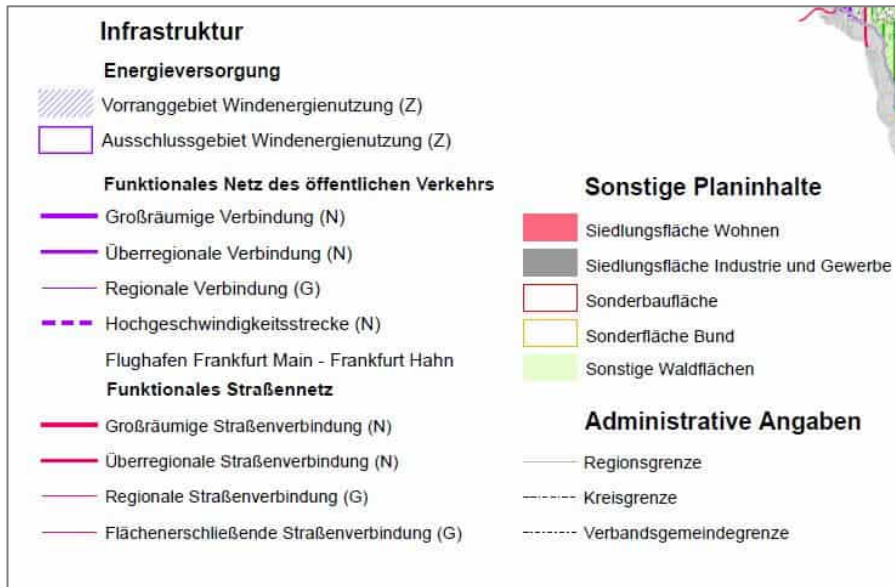 Infrastruktur
Energieversorgung
Vorranggebiet Windenergienutzung (Z)
Ausschlussgebiet Windenergienutzung (Z)
Funktionales Netz des öffentlichen Verkehrs
Großräumige Verbindung (N)
Überregionale Verbindung (N)
Regionale Verbindung (G)
Hochgeschwindigkeitsstrecke (N)
Flughafen Frankfurt Main - Frankfurt Hahn
Funktionales Straßennetz
Großräumige Straßenverbindung (N)
Überregionale Straßenverbindung (N)
Regionale Straßenverbindung (G)
Flächenerschließende Straßenverbindung (G)
Sonstige Planinhalte
Siedlungsfläche Wohnen
Siedlungsfläche Industrie und Gewerbe
Sonderbaufläche
Sonderfläche Bund
Sonstige Waldflächen
Administrative Angaben
Regionsgrenze
Kreisgrenze
Verbandsgemeindegrenze